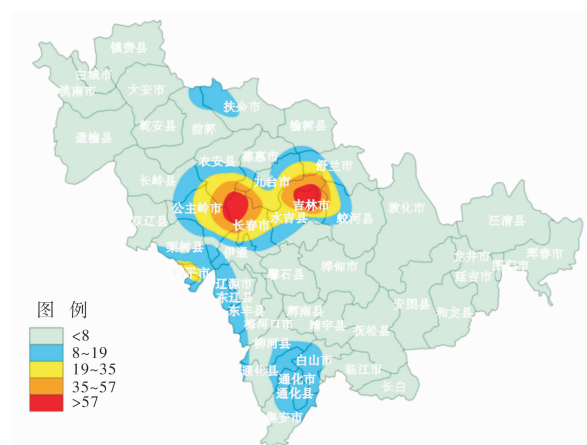 镇赉县
白城市
洮南市
大安市
扶余市
通榆县
乾安县
前郭
榆树县
农安县
德惠市
舒兰市
长岭县
九台市
公主岭市
吉林市
敦化市
双辽县
长春市
永吉县
蛟河县
汪清县
梨树县
伊通
四平市
磐石县
桦甸市
龙井市
图们市
珲春市
辽源市
延吉市
东辽县
安图县
东丰县
辉南县
和龙县
梅河口市
靖宇县
抚松县
柳河县
白山市
通化县
临江市
通化市
长白
通化县
集安市
图 例
<8
8~19
19~35
35~57
>57